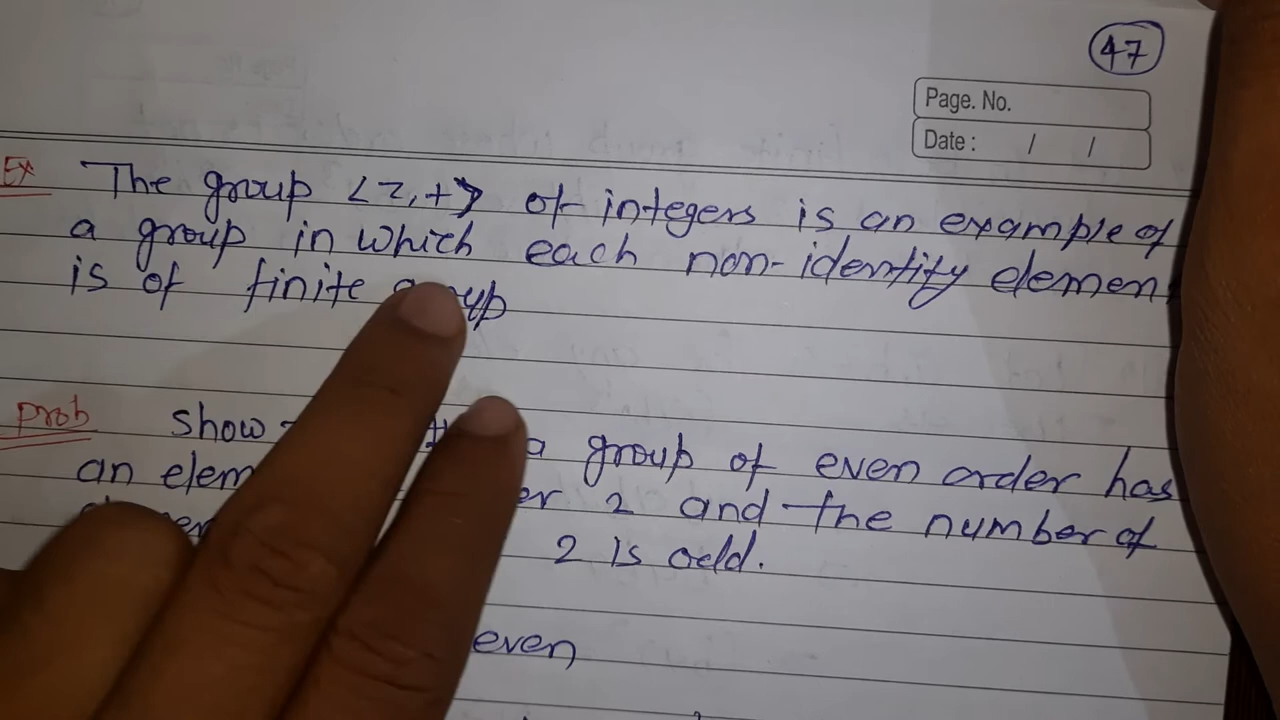 47
Page. No.
Date : / /
Ex The group <Z,+> of integers is an example of
a group in which each non-identity elemen
is of finite
Prob Show a group of even order has
an 2 and the number of
2 is odd.
even